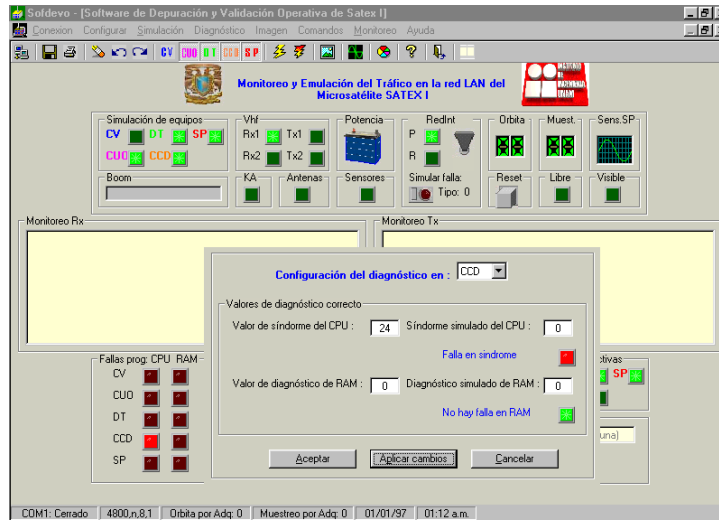 Sofdevo - [Software de Depuración y Validación Operativa de Satex I]
Conexion Configurar Simulación Diagnóstico Imagen Comandos Monitoreo Ayuda
CV CUO DT CCD SP
Monitoreo y Emulación del Tráfico en la red LAN del
Microsatélite SATEX I
Simulación de equipos
CV DT SP
CUO CCD
Boom
Vhf
Rx1 Tx1
Rx2 Tx2
KA
Antenas
Potencia
Sensores
RedInt
P
R
Simular falla:
Tipo: 0
Orbita
88
Reset
Muest.
88
Libre
Sens.SP
Visible
Monitoreo Rx
Monitoreo Tx
Configuración del diagnóstico en : CCD
Valores de diagnóstico correcto
Valor de síndorme del CPU : 24 Síndorme simulado del CPU : 0
Falla en sindrome
Valor de diagnóstico de RAM : 0 Diagnóstico simulado de RAM : 0
No hay falla en RAM
Aceptar Aplicar cambios Cancelar
Fallas prog: CPU RAM
CV
CUO
DT
CCD
SP
tivas
SP
una)
COM1: Cerrado 4800,n,8,1 Orbita por Adq: 0 Muestreo por Adq: 0 01/01/97 01:12 a.m.